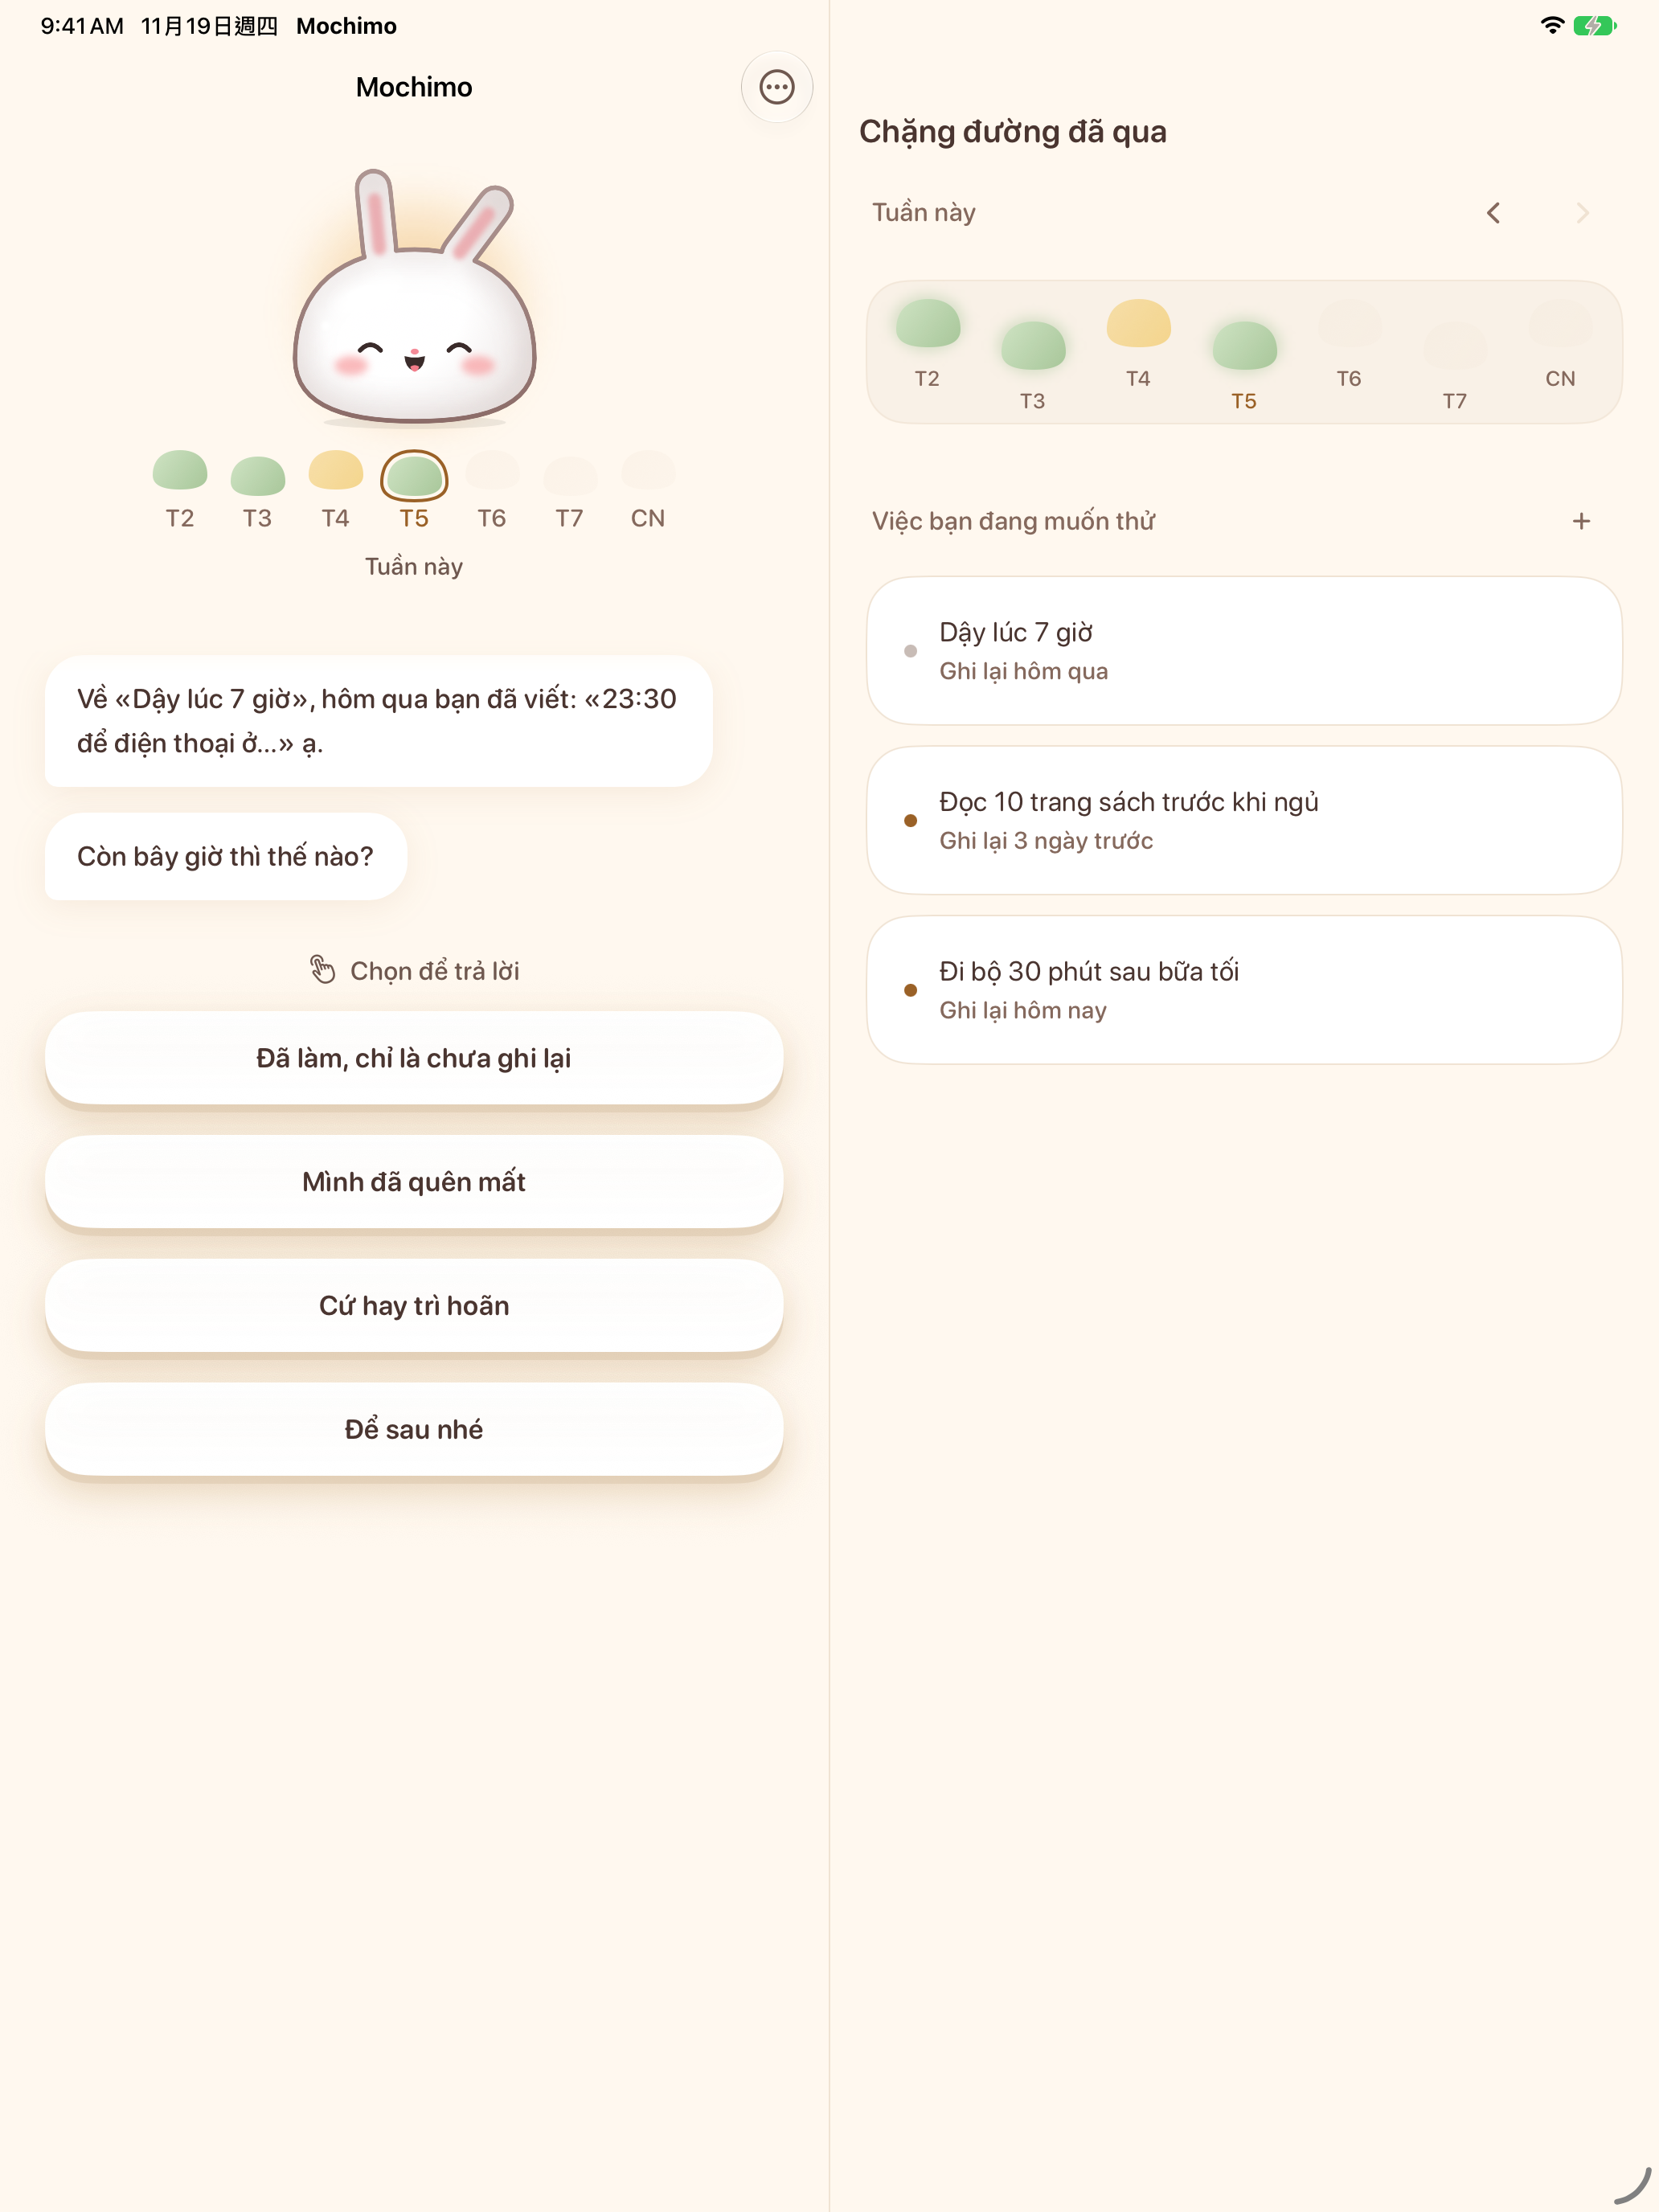 9:41 AM 11月19日週四 Mochimo
Mochimo
T2 T3 T4 T5 T6 T7 CN
Tuần này
Về «Dậy lúc 7 giờ», hôm qua bạn đã viết: «23:30
để điện thoại ở...» ạ.
Còn bây giờ thì thế nào?
Chọn để trả lời
Đã làm, chỉ là chưa ghi lại
Mình đã quên mất
Cứ hay trì hoãn
Để sau nhé
Chặng đường đã qua
Tuần này
T2 T3 T4 T5 T6 T7 CN
Việc bạn đang muốn thử
Dậy lúc 7 giờ
Ghi lại hôm qua
Đọc 10 trang sách trước khi ngủ
Ghi lại 3 ngày trước
Đi bộ 30 phút sau bữa tối
Ghi lại hôm nay